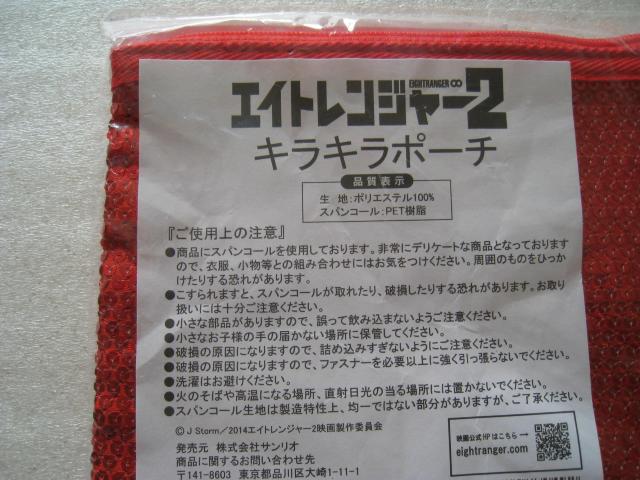 エイトレンジャー2
EIGHTRANGER∞
キラキラポーチ
品質表示
生 地:ポリエステル100%
スパンコール:PET樹脂
『ご使用上の注意』
●商品にスパンコールを使用しております。非常にデリケートな商品となっております
ので、衣服、小物等との組み合わせにはお気をつけください。周囲のものをひっか
けたりする恐れがあります。
●こすられますと、スパンコールが取れたり、破損したりする恐れがあります。お取り
扱いには十分ご注意ください。
●小さな部品がありますので、誤って飲み込まないようご注意ください。
●小さなお子様の手の届かない場所に保管してください。
●破損の原因になりますので、詰め込みすぎないようにご注意ください。
●破損の原因になりますので、ファスナーを必要以上に強く引っ張らないでください。
●洗濯はお避けください。
●火のそばや高温になる場所、直射日光の当る場所には置かないでください。
●スパンコール生地は製造特性上、均一ではない部分がありますが、ご了承ください。
© J Storm/2014エイトレンジャー2映画製作委員会
発売元 株式会社サンリオ
商品に関するお問い合わせ先
〒141-8603 東京都品川区大崎1-11-1
映画公式HPはこちら→
eightranger.com